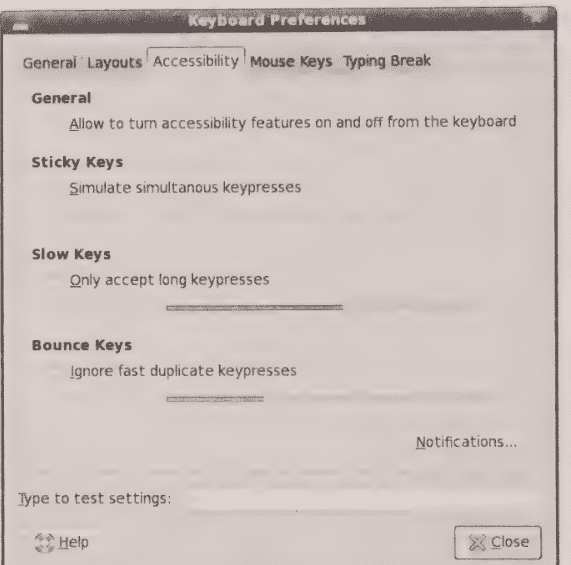 Keyboard Preferences
General Layouts Accessibility Mouse Keys Typing Break
General
Allow to turn accessibility features on and off from the keyboard
Sticky Keys
Simulate simultanous keypresses
Slow Keys
Only accept long keypresses
Bounce Keys
Ignore fast duplicate keypresses
Notifications...
Type to test settings:
Help
Close